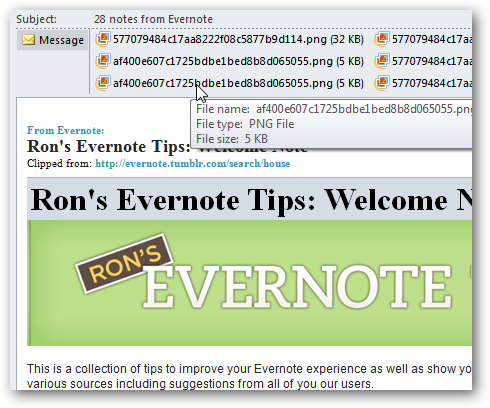 Subject: 28 notes from Evernote
Message
577079484c17aa8222f08c5877b9d114.png (32 KB) 577079484c17aa
af400e607c1725bdbe1bed8b8d065055.png (5 KB) 577079484c17aa
af400e607c1725bdbe1bed8b8d065055.png (5 KB) 577079484c17aa
File name: af400e607c1725bdbe1bed8b8d065055.png
File type: PNG File
File size: 5 KB
From Evernote:
Ron's Evernote Tips: Welcome Note
Clipped from: http://evernote.tumblr.com/search/house
Ron's Evernote Tips: Welcome N
RON'S
EVERNOTE
This is a collection of tips to improve your Evernote experience as well as show yo
various sources including suggestions from all of you our users.